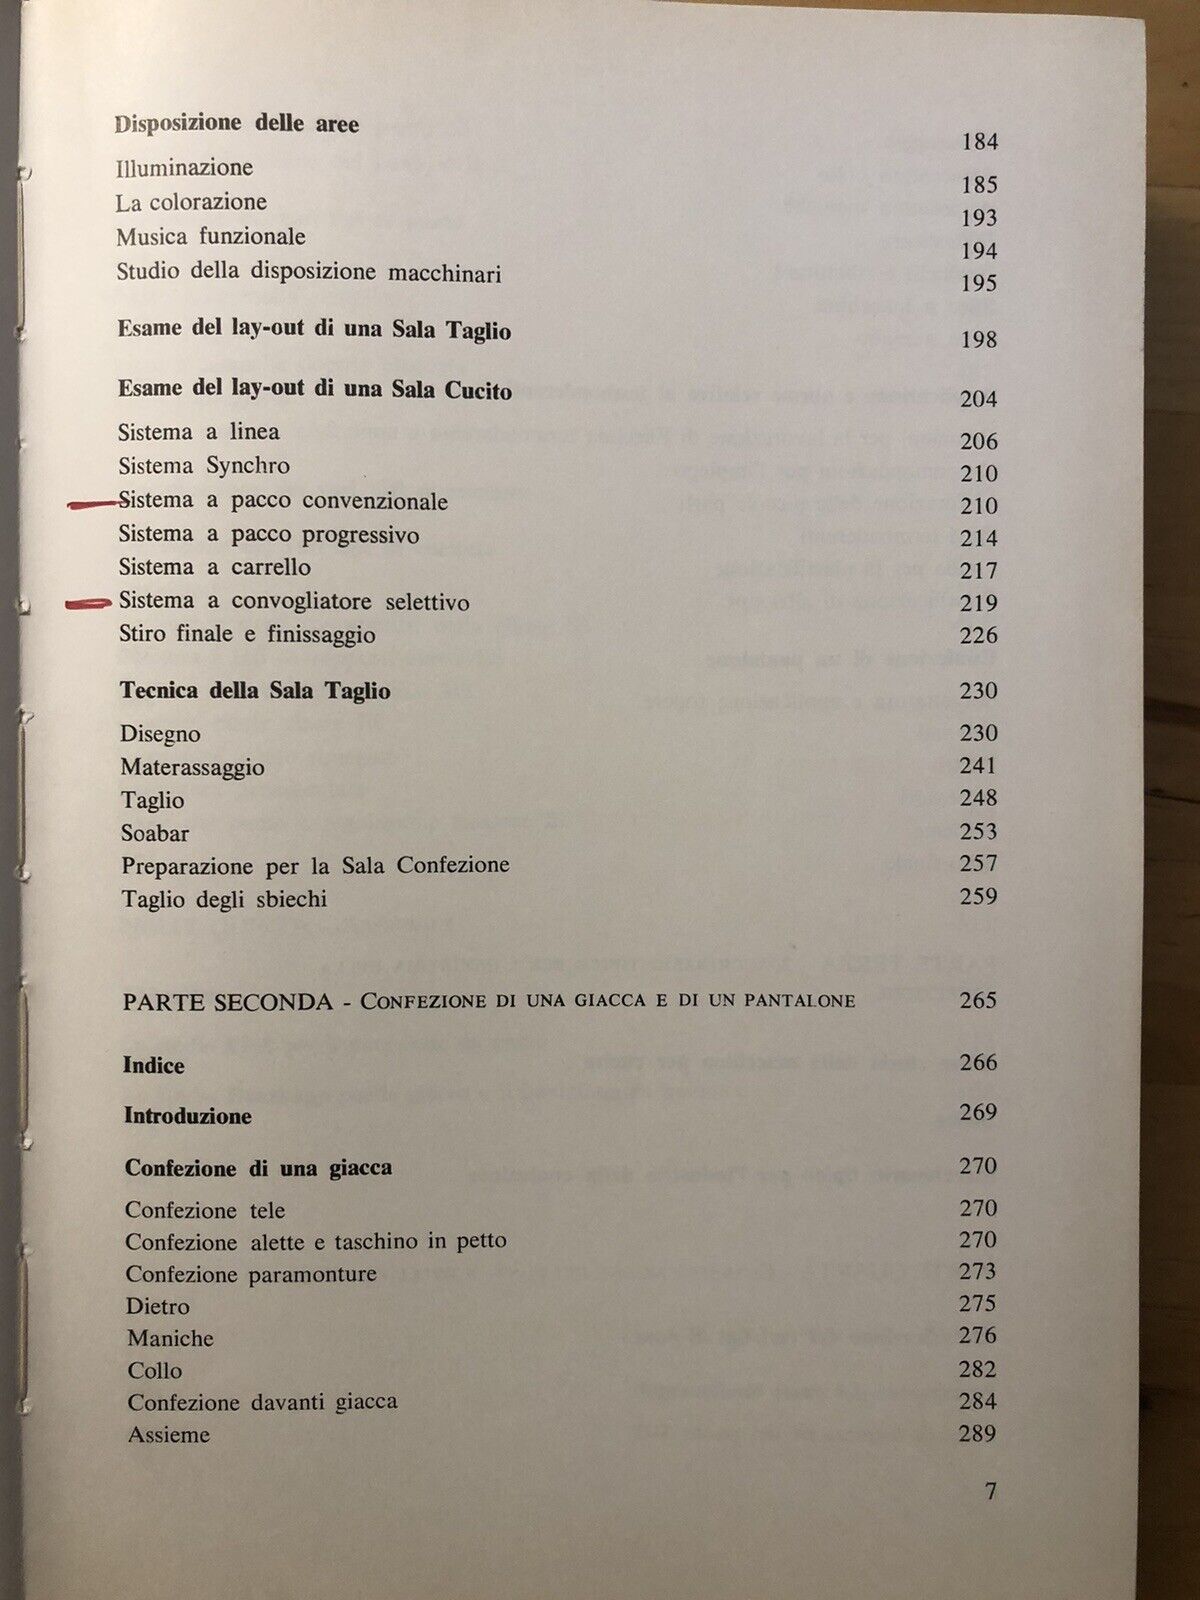 Disposizione delle aree 184
Illuminazione 185
La colorazione 193
Musica funzionale 194
Studio della disposizione macchinari 195
Esame del lay-out di una Sala Taglio 198
Esame del lay-out di una Sala Cucito 204
Sistema a linea 206
Sistema Synchro 210
Sistema a pacco convenzionale 210
Sistema a pacco progressivo 214
Sistema a carrello 217
Sistema a convogliatore selettivo 219
Stiro finale e finissaggio 226
Tecnica della Sala Taglio 230
Disegno 230
Materassaggio 241
Taglio 248
Soabar 253
Preparazione per la Sala Confezione 257
Taglio degli sbiechi 259
PARTE SECONDA - CONFEZIONE DI UNA GIACCA E DI UN PANTALONE 265
Indice 266
Introduzione 269
Confezione di una giacca 270
Confezione tele 270
Confezione alette e taschino in petto 270
Confezione paramonture 273
Dietro 275
Maniche 276
Collo 282
Confezione davanti giacca 284
Assieme 289
7